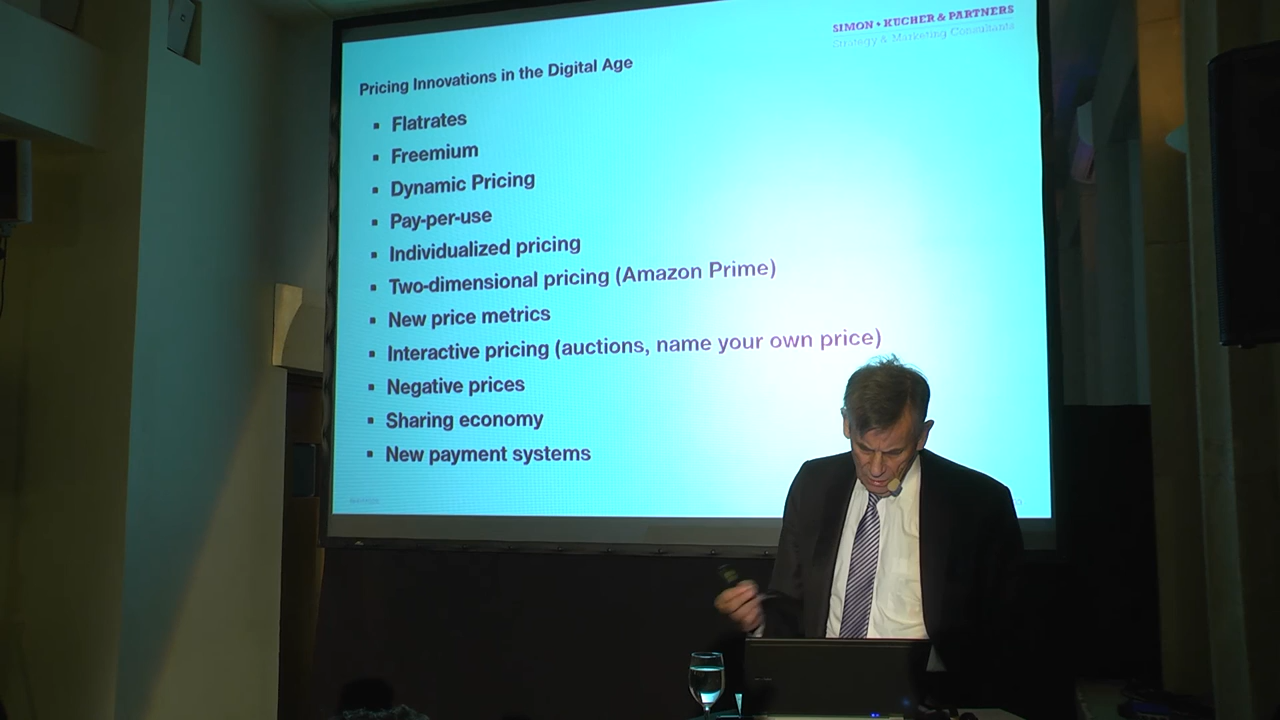 SIMON • KUCHER & PARTNERS
Strategy & Marketing Consultants
Pricing Innovations in the Digital Age
▪ Flatrates
▪ Freemium
▪ Dynamic Pricing
▪ Pay-per-use
▪ Individualized pricing
▪ Two-dimensional pricing (Amazon Prime)
▪ New price metrics
▪ Interactive pricing (auctions, name your own price)
▪ Negative prices
▪ Sharing economy
▪ New payment systems